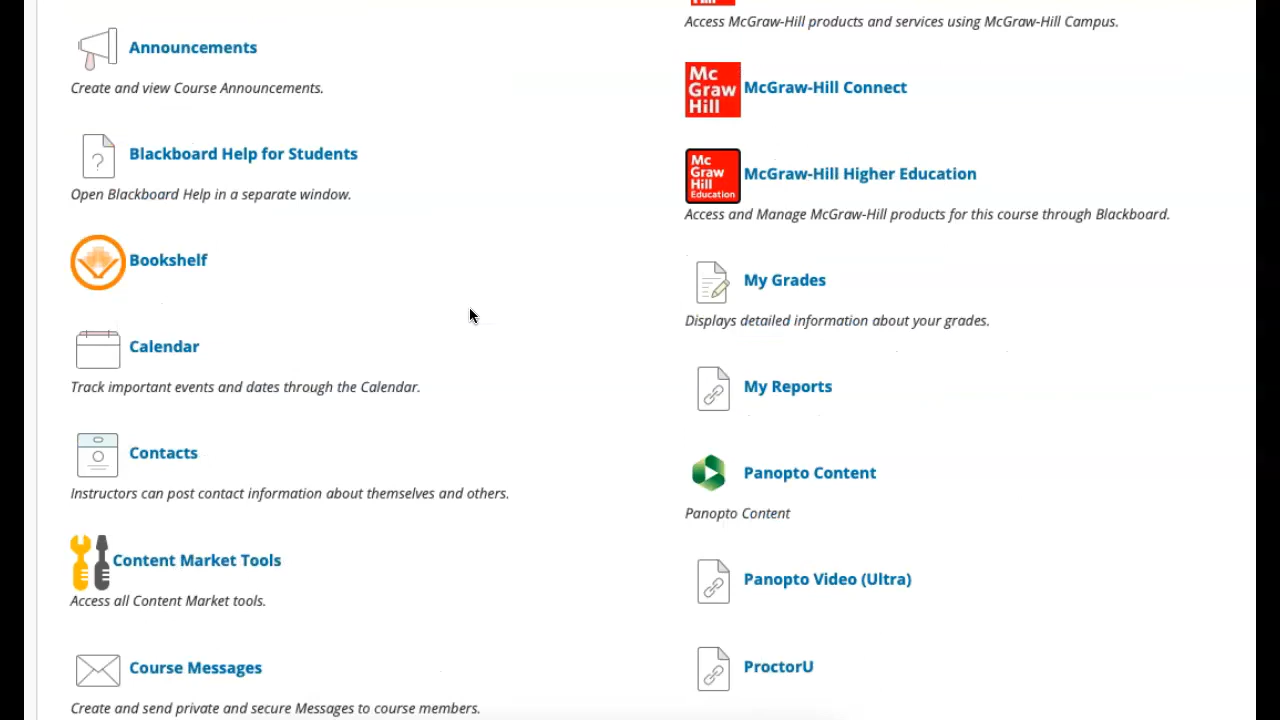 Announcements
Create and view Course Announcements.
?
Blackboard Help for Students
Open Blackboard Help in a separate window.
Bookshelf
Calendar
Track important events and dates through the Calendar.
Contacts
Instructors can post contact information about themselves and others.
Content Market Tools
Access all Content Market tools.
Course Messages
Create and send private and secure Messages to course members.
Hill
Access McGraw-Hill products and services using McGraw-Hill Campus.
Mc
Graw
Hill
McGraw-Hill Connect
Mc
Graw
Hill
Education
McGraw-Hill Higher Education
Access and Manage McGraw-Hill products for this course through Blackboard.
My Grades
Displays detailed information about your grades.
My Reports
Panopto Content
Panopto Content
Panopto Video (Ultra)
ProctorU